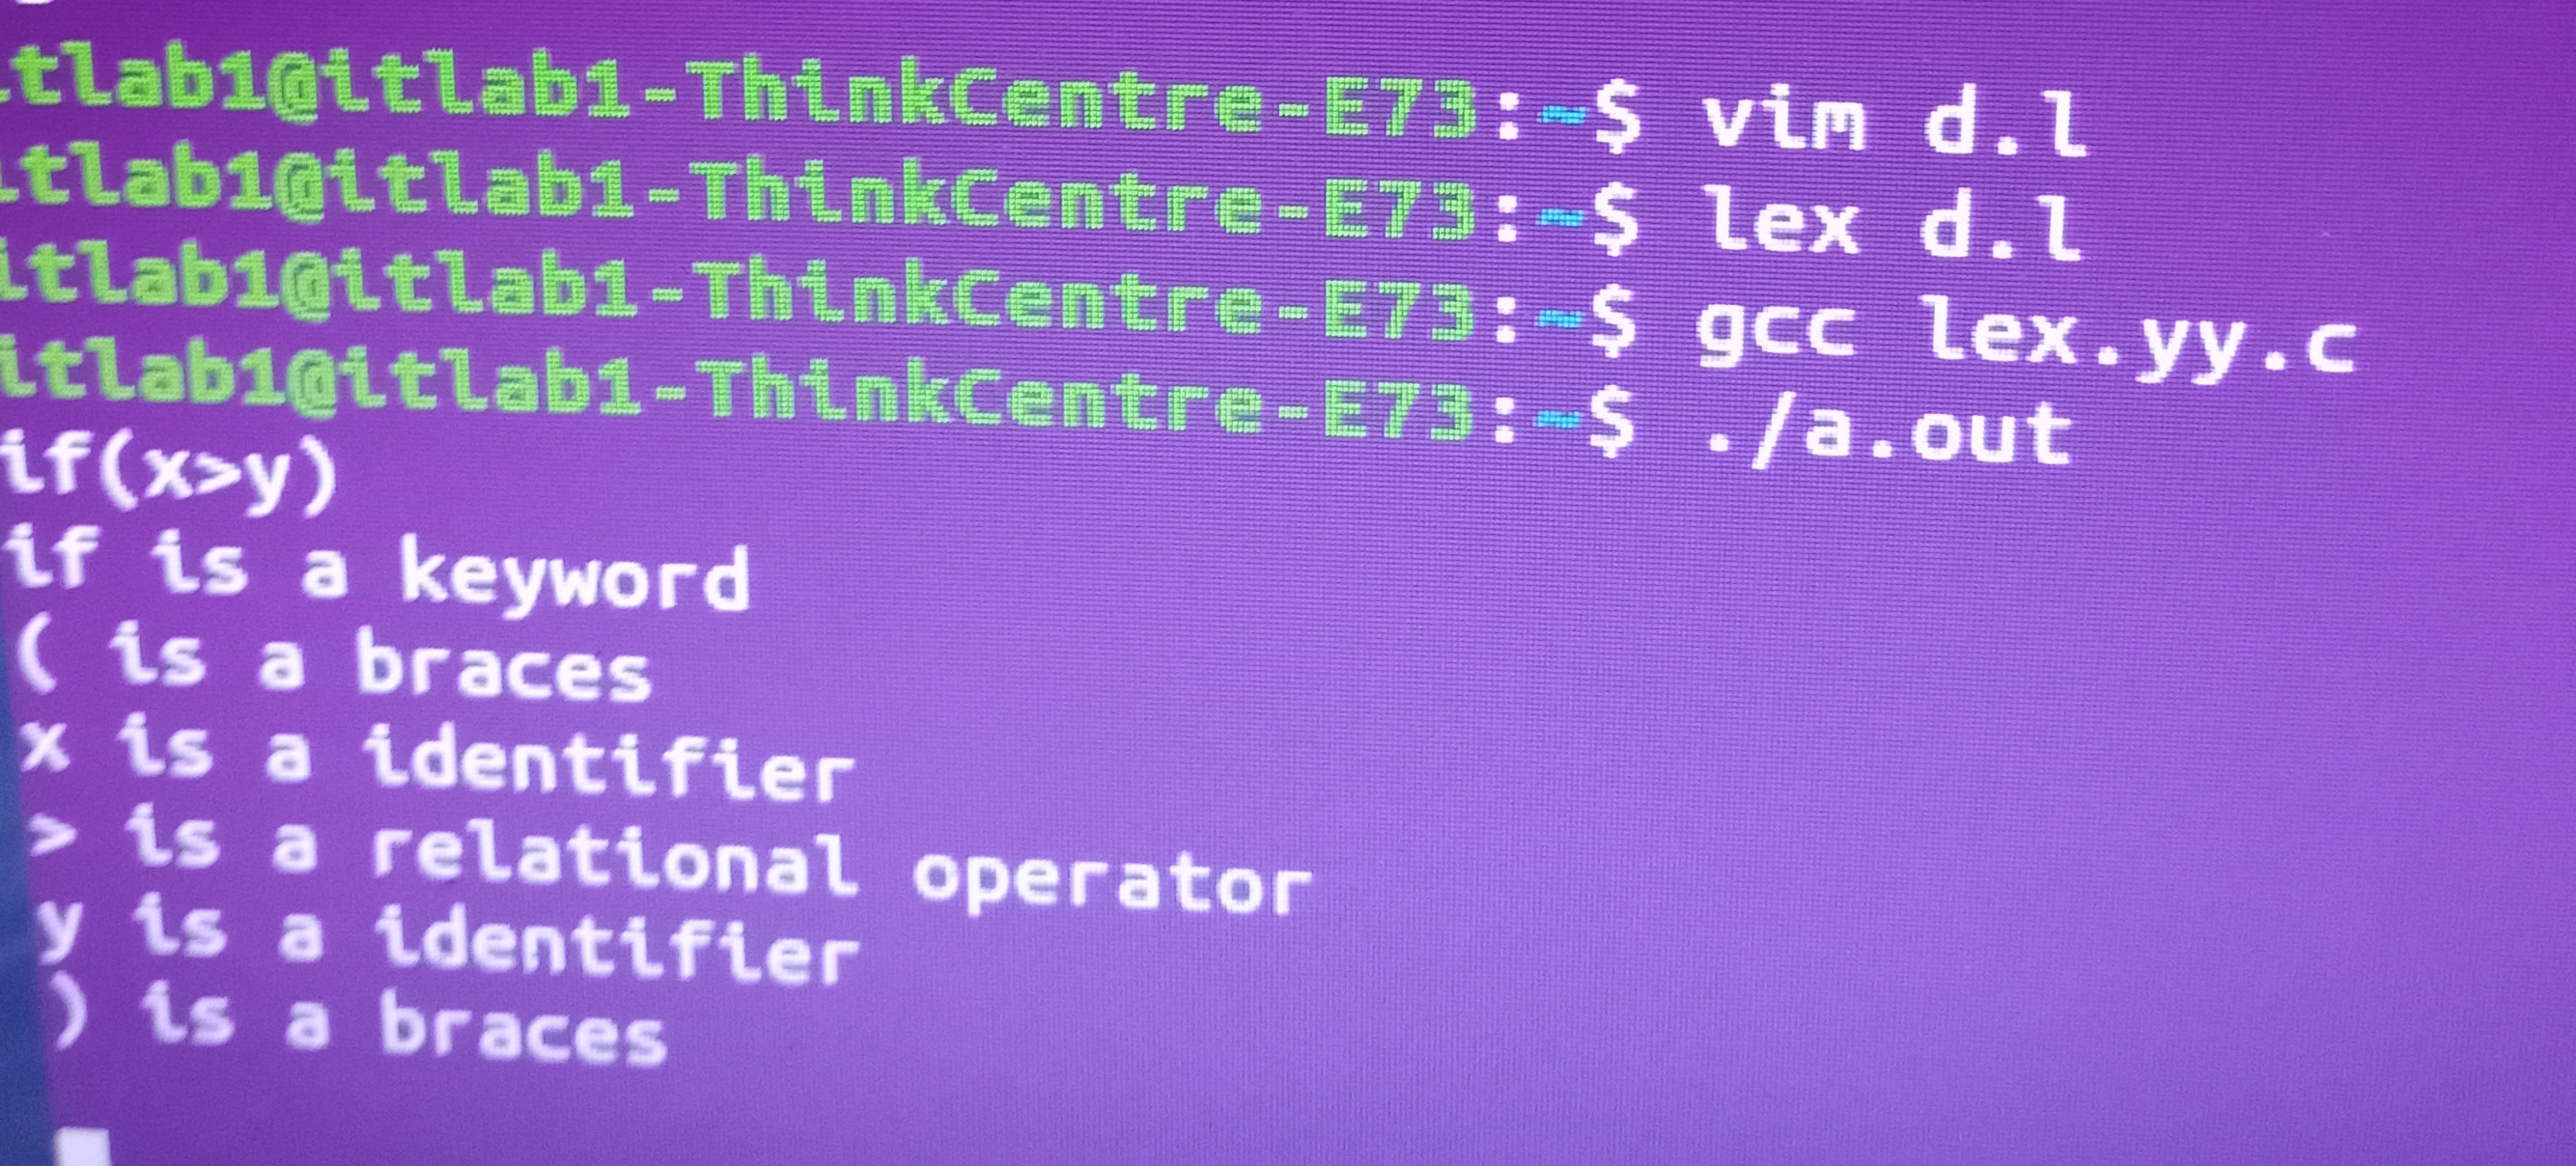 itlab1@itlab1-ThinkCentre-E73:~$ vim d.l
itlab1@itlab1-ThinkCentre-E73:~$ lex d.l
itlab1@itlab1-ThinkCentre-E73:~$ gcc lex.yy.c
itlab1@itlab1-ThinkCentre-E73:~$ ./a.out
if(x>y)
if is a keyword
( is a braces
x is a identifier
> is a relational operator
y is a identifier
) is a braces